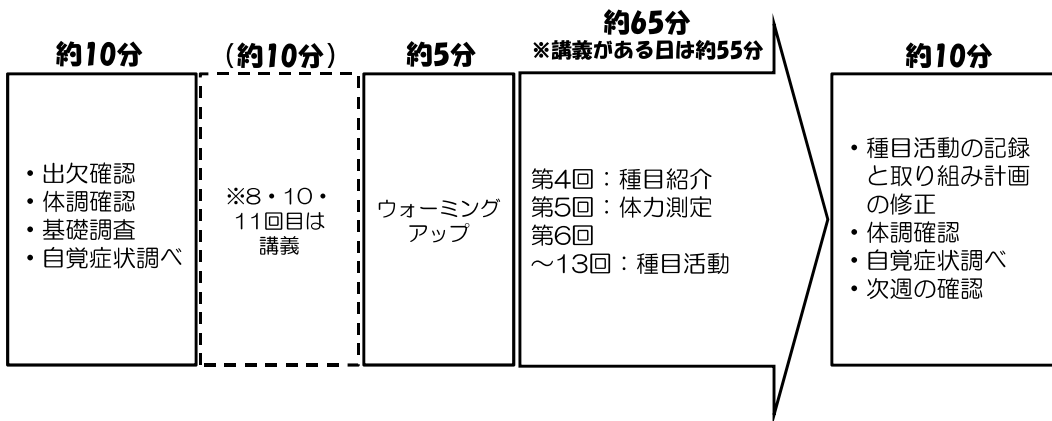 約10分
・出欠確認
・体調確認
・基礎調査
・自覚症状調べ
(約10分)
※8・10・
11回目は
講義
約5分
ウォーミング
アップ
約65分
※講義がある日は約55分
第4回：種目紹介
第5回：体力測定
第6回
～13回：種目活動
約10分
・種目活動の記録
と取り組み計画
の修正
・体調確認
・自覚症状調べ
・次週の確認